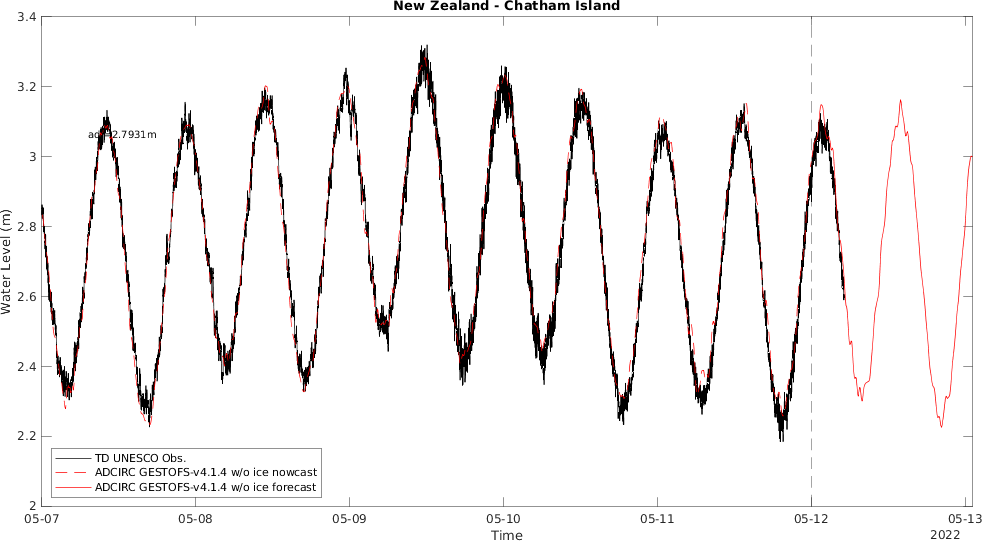 New Zealand - Chatham Island
3.4
3.2
3
2.8
2.6
2.4
2.2
2
Water Level (m)
2.7931m
TD UNESCO Obs.
ADCIRC GESTOFS-v4.1.4 w/o ice nowcast
ADCIRC GESTOFS-v4.1.4 w/o ice forecast
05-07 05-08 05-09 05-10 05-11 05-12 05-13
Time
2022